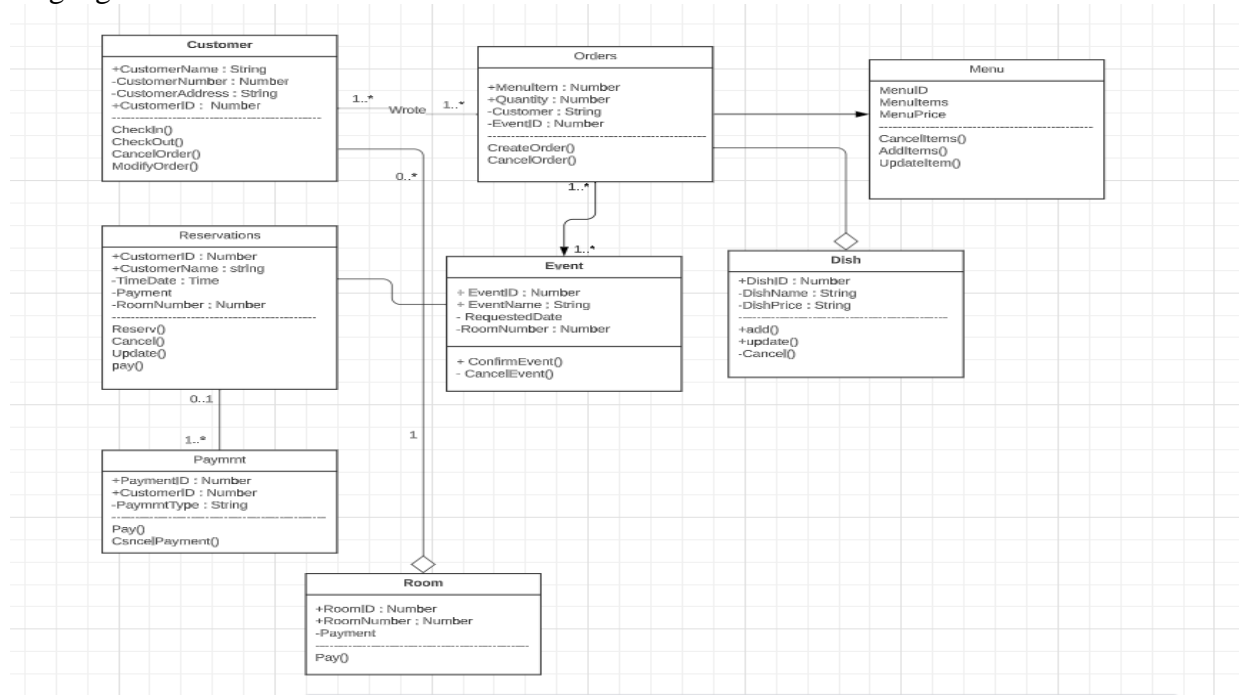 Customer
+CustomerName : String
-CustomerNumber : Number
-CustomerAddress : String
+CustomerID : Number
CheckIn()
CheckOut()
CancelOrder()
ModifyOrder()
1..*
Wrote
1..*
0..*
Orders
+MenuItem : Number
+Quantity : Number
-Customer : String
-EventID : Number
CreateOrder()
CancelOrder()
1..*
1..*
Menu
MenuID
MenuItems
MenuPrice
CancelItems()
AddItems()
UpdateItem()
Reservations
+CustomerID : Number
+CustomerName : string
-TimeDate : Time
-Payment
-RoomNumber : Number
Reserv()
Cancel()
Update()
pay()
Event
+ EventID : Number
+ EventName : String
- RequestedDate
-RoomNumber : Number
+ ConfirmEvent()
- CancelEvent()
Dish
+DishID : Number
-DishName : String
-DishPrice : String
+add()
+update()
-Cancel()
0..1
1..*
1
Paymrnt
+PaymentID : Number
+CustomerID : Number
-PaymrntType : String
Pay()
CsncelPayment()
Room
+RoomID : Number
+RoomNumber : Number
-Payment
Pay()